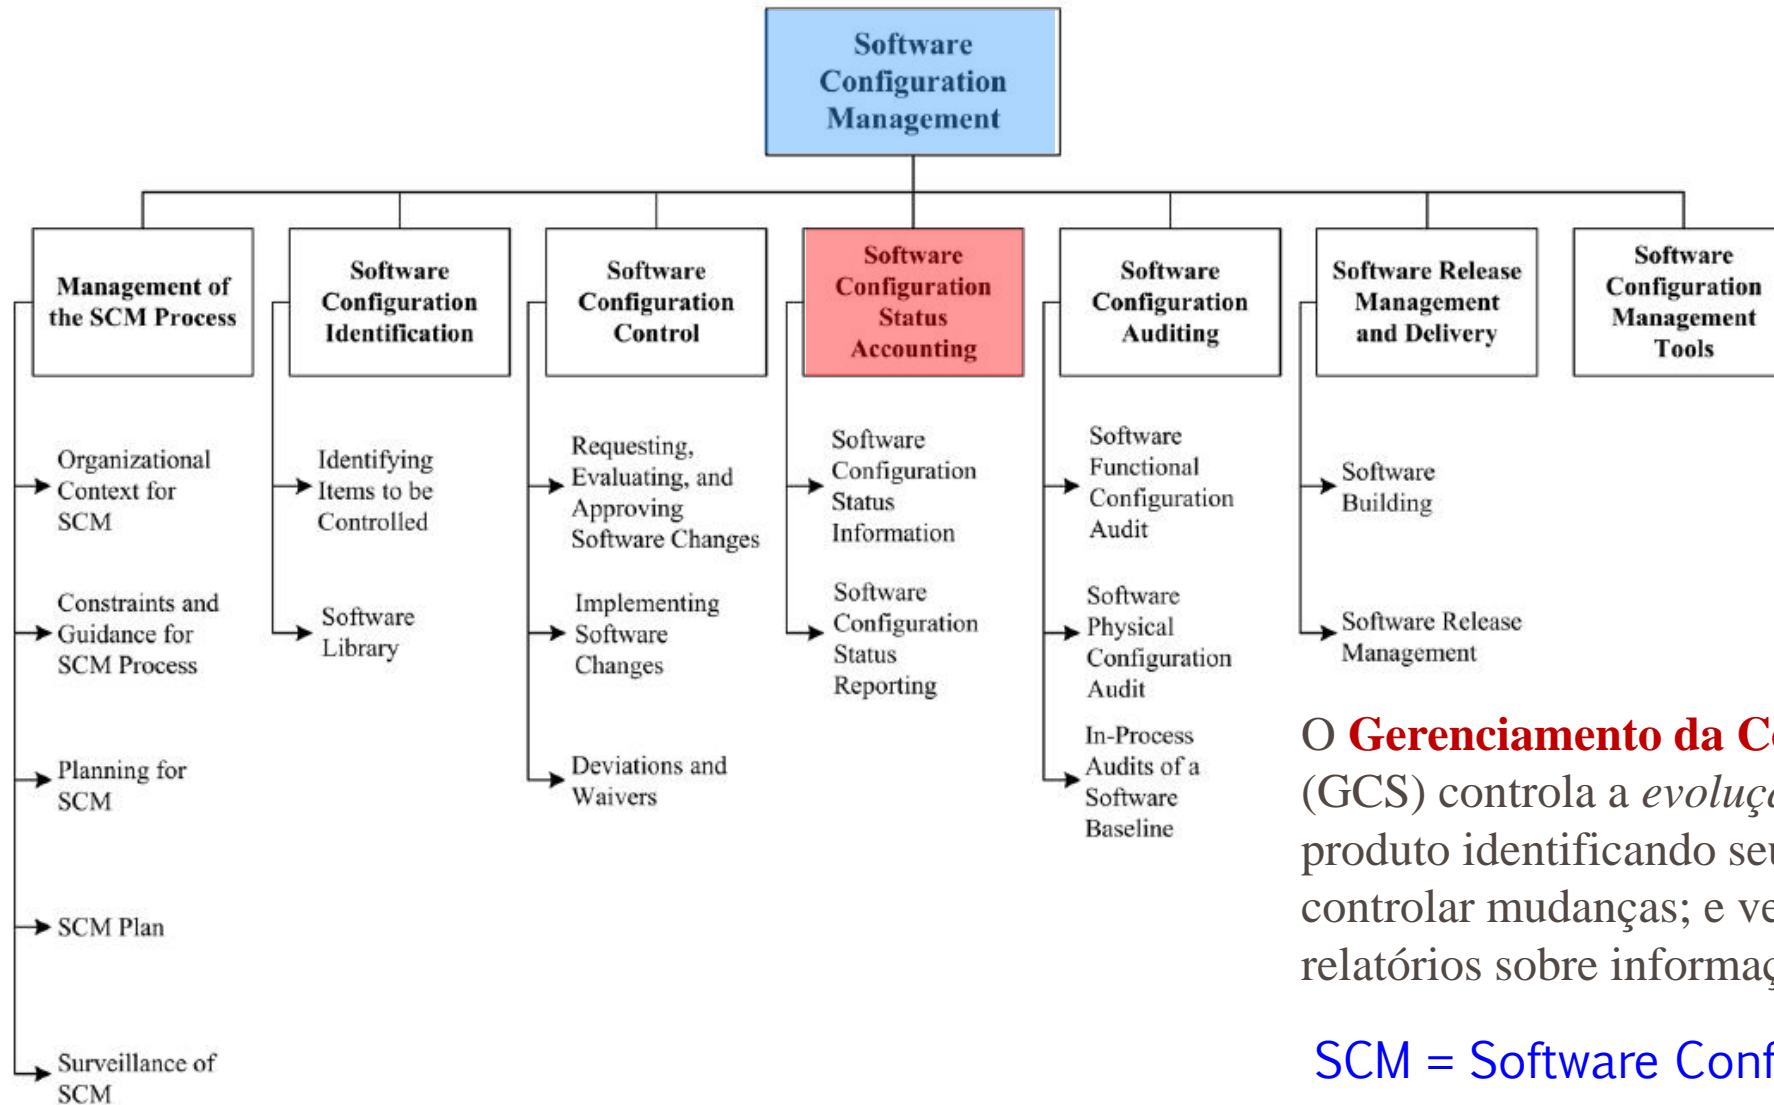 Software
Configuration
Management
Management of
the SCM Process
Organizational
Context for
SCM
Constraints and
Guidance for
SCM Process
Planning for
SCM
SCM Plan
Surveillance of
SCM
Software
Configuration
Identification
Identifying
Items to be
Controlled
Software
Library
Software
Configuration
Control
Requesting,
Evaluating, and
Approving
Software Changes
Implementing
Software
Changes
Deviations and
Waivers
Software
Configuration
Status
Accounting
Software
Configuration
Status
Information
Software
Configuration
Status
Reporting
Software
Configuration
Auditing
Software
Functional
Configuration
Audit
Software
Physical
Configuration
Audit
In-Process
Audits of a
Software
Baseline
Software Release
Management
and Delivery
Software
Building
Software Release
Management
Software
Configuration
Management
Tools
O Gerenciamento da
(GCS) controla a
produto identificando
controlar mudanças; e
relatórios sobre
SCM = Software